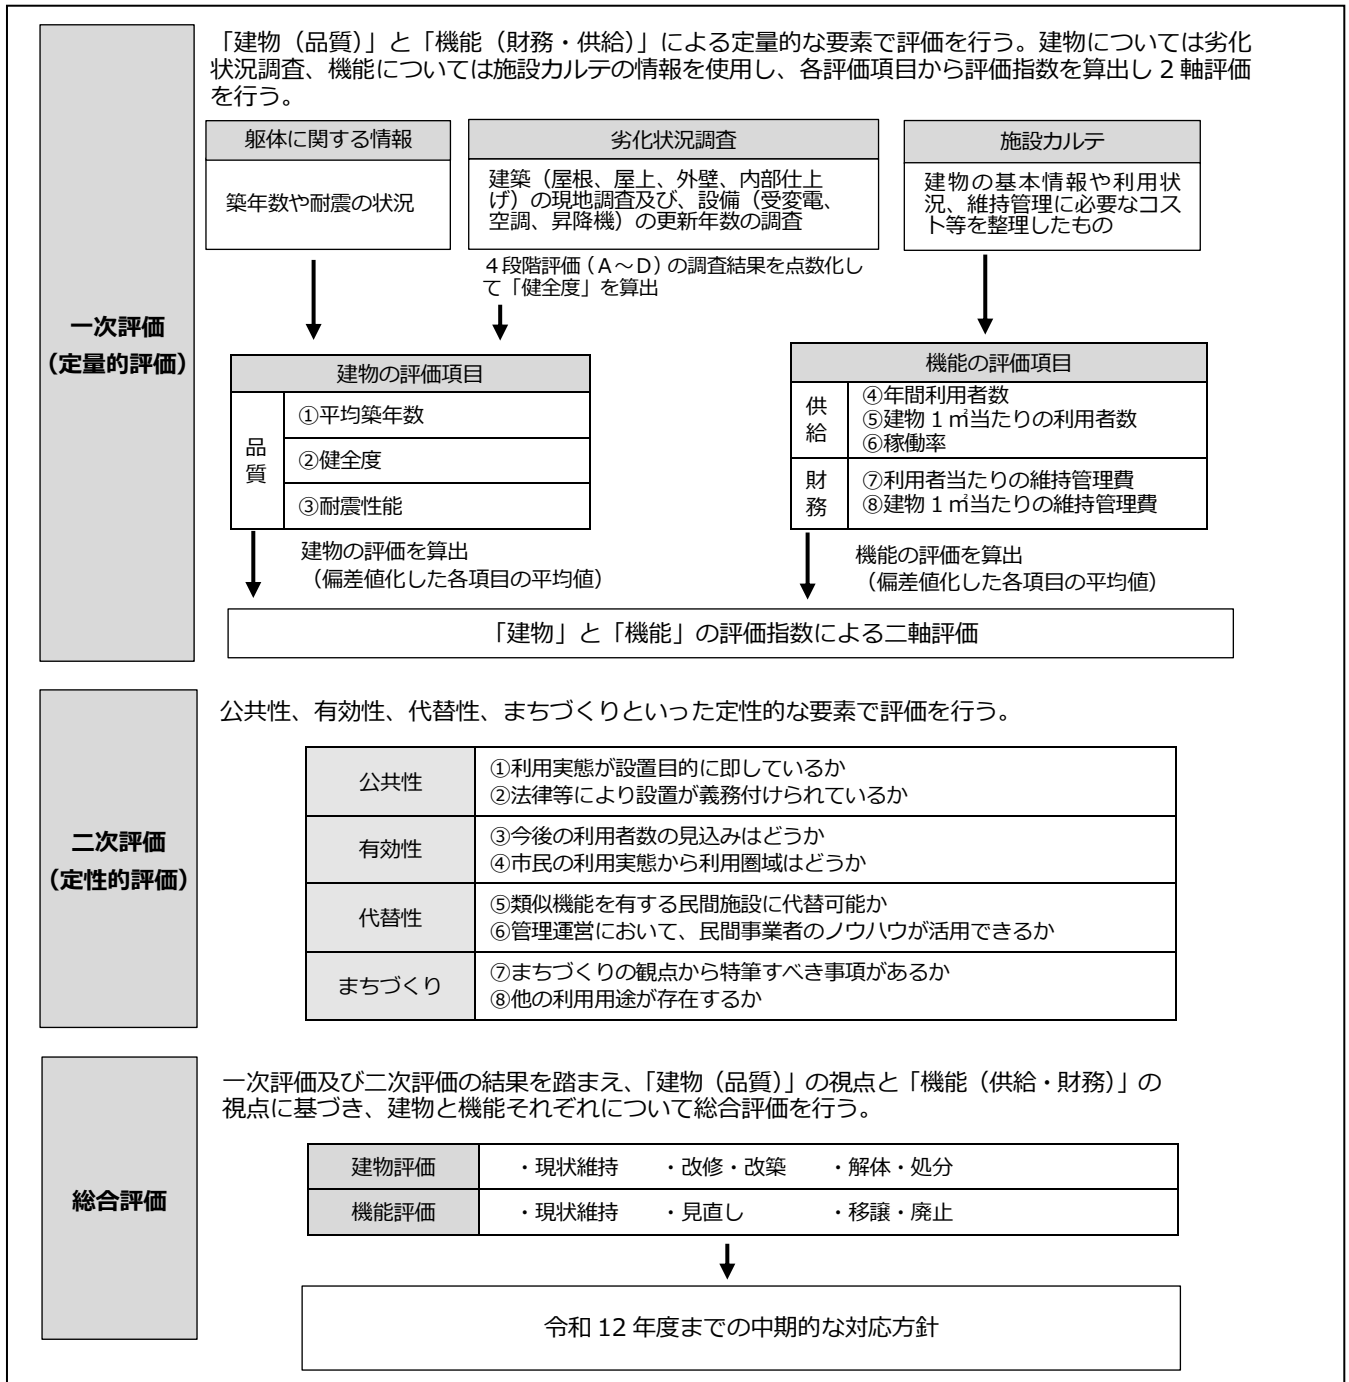 「建物（品質）」と「機能（財務・供給）」による定量的な要素で評価を行う。建物については劣化
状況調査、機能については施設カルテの情報を使用し、各評価項目から評価指数を算出し２軸評価
を行う。
一次評価
（定量的評価）
躯体に関する情報
築年数や耐震の状況
劣化状況調査
建築（屋根、屋上、外壁、内部仕上
げ）の現地調査及び、設備（受変電、
空調、昇降機）の更新年数の調査
施設カルテ
建物の基本情報や利用状
況、維持管理に必要なコス
ト等を整理したもの
４段階評価（Ａ～Ｄ）の調査結果を点数化し
て「健全度」を算出
建物の評価項目
品質
①平均築年数
②健全度
③耐震性能
機能の評価項目
供給
④年間利用者数
⑤建物１㎡当たりの利用者数
⑥稼働率
財務
⑦利用者当たりの維持管理費
⑧建物１㎡当たりの維持管理費
建物の評価を算出
（偏差値化した各項目の平均値）
機能の評価を算出
（偏差値化した各項目の平均値）
「建物」と「機能」の評価指数による二軸評価
二次評価
（定性的評価）
公共性、有効性、代替性、まちづくりといった定性的な要素で評価を行う。
公共性
①利用実態が設置目的に即しているか
②法律等により設置が義務付けられているか
有効性
③今後の利用者数の見込みはどうか
④市民の利用実態から利用圏域はどうか
代替性
⑤類似機能を有する民間施設に代替可能か
⑥管理運営において、民間事業者のノウハウが活用できるか
まちづくり
⑦まちづくりの観点から特筆すべき事項があるか
⑧他の利用用途が存在するか
総合評価
一次評価及び二次評価の結果を踏まえ、「建物（品質）」の視点と「機能（供給・財務）」の
視点に基づき、建物と機能それぞれについて総合評価を行う。
建物評価 ・現状維持 ・改修・改築 ・解体・処分
機能評価 ・現状維持 ・見直し ・移譲・廃止
令和 12 年度までの中期的な対応方針